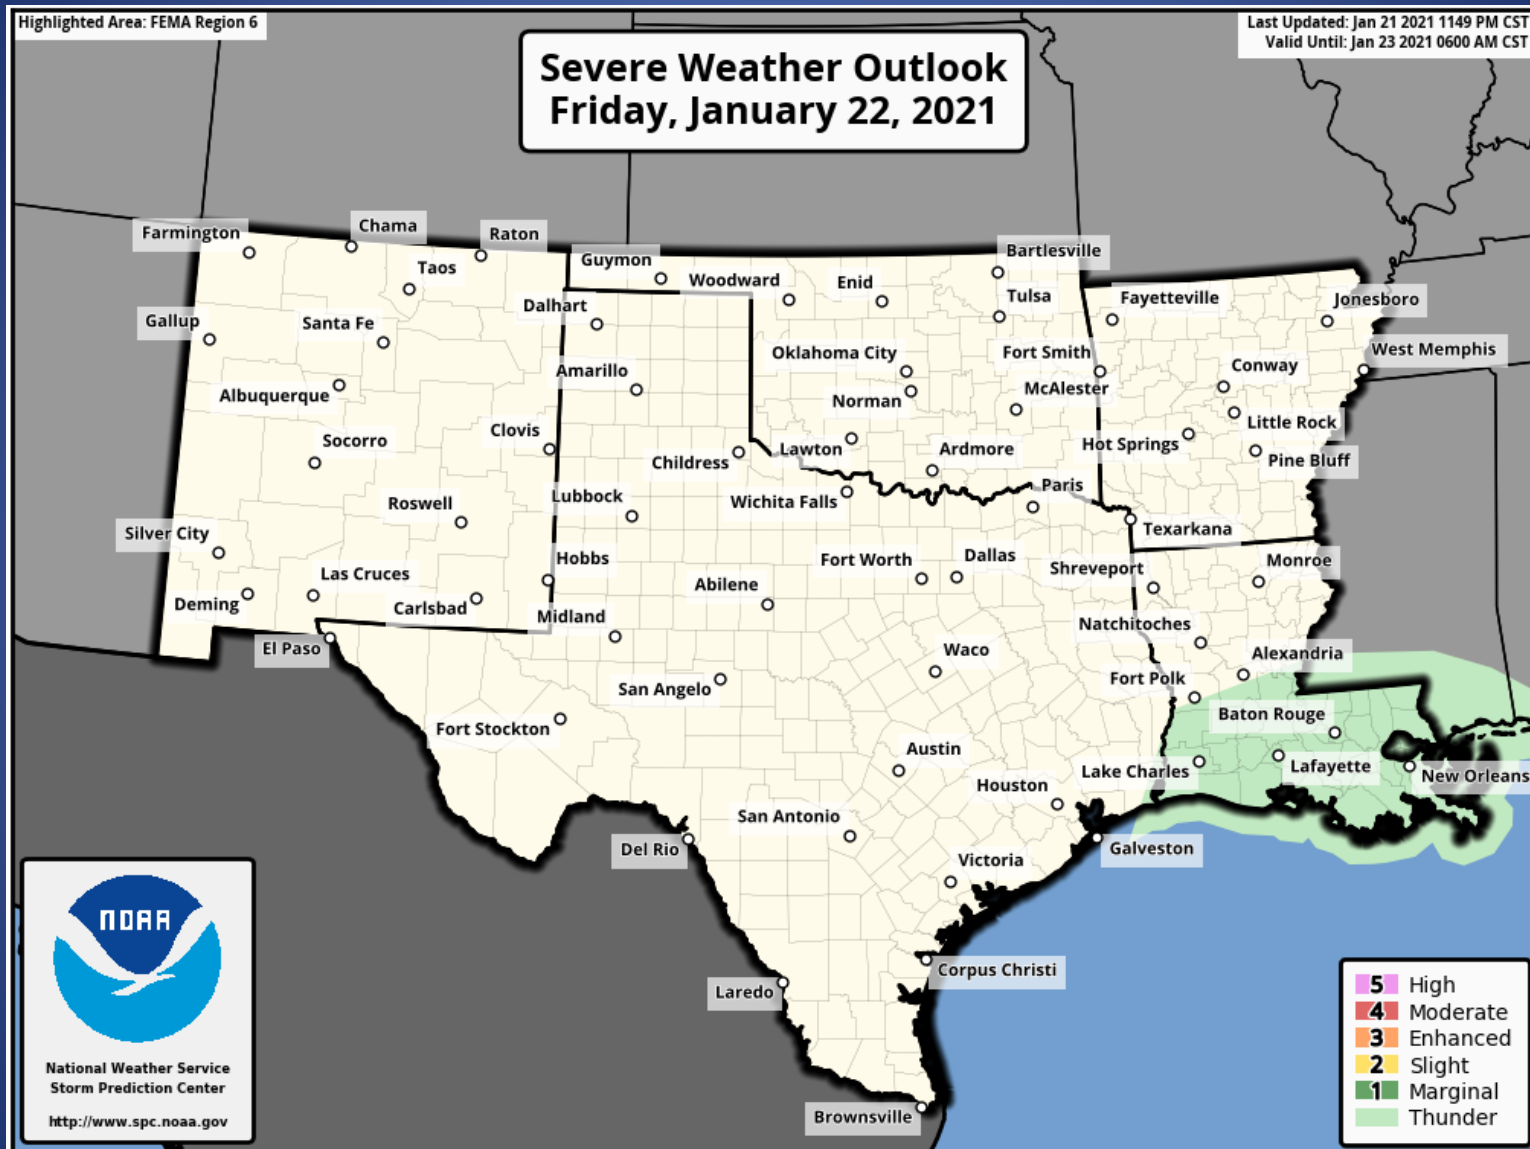 Highlighted Area: FEMA Region 6
Last Updated: Jan 21 2021 1149 PM CST
Valid Until: Jan 23 2021 0600 AM CST
Severe Weather Outlook
Friday, January 22, 2021
Farmington
Chama
Raton
Taos
Guymon
Woodward
Enid
Bartlesville
Tulsa
Fayetteville
Jonesboro
Gallup
Santa Fe
Dalhart
Oklahoma City
Fort Smith
West Memphis
Conway
Albuquerque
Amarillo
Norman
McAlester
Little Rock
Socorro
Clovis
Childress
Lawton
Ardmore
Hot Springs
Pine Bluff
Roswell
Lubbock
Wichita Falls
Paris
Texarkana
Silver City
Las Cruces
Hobbs
Abilene
Fort Worth
Dallas
Shreveport
Monroe
Deming
Carlsbad
Midland
Natchitoches
El Paso
San Angelo
Waco
Alexandria
Fort Polk
Fort Stockton
Baton Rouge
Austin
Houston
Lake Charles
Lafayette
New Orleans
San Antonio
Del Rio
Victoria
Galveston
Laredo
Corpus Christi
Brownsville
NOAA
National Weather Service
Storm Prediction Center
http://www.spc.noaa.gov
5 High
4 Moderate
3 Enhanced
2 Slight
1 Marginal
Thunder